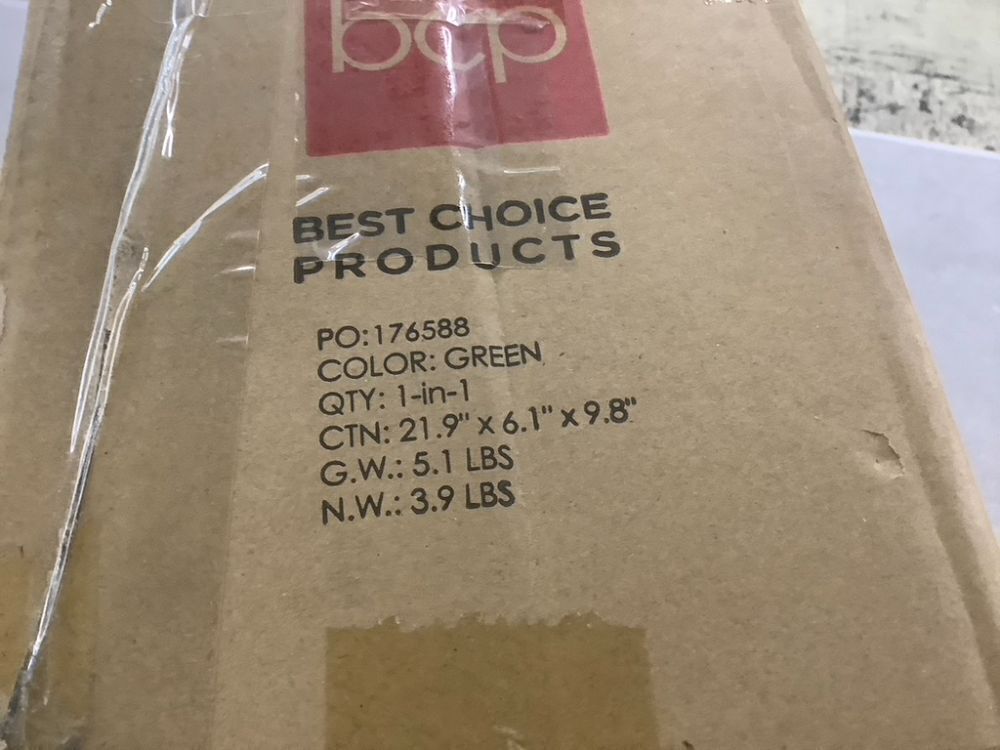 bcp
BEST CHOICE
PRODUCTS
PO:176588
COLOR: GREEN
QTY: 1-in-1
CTN: 21.9" x 6.1" x 9.8"
G.W.: 5.1 LBS
N.W.: 3.9 LBS